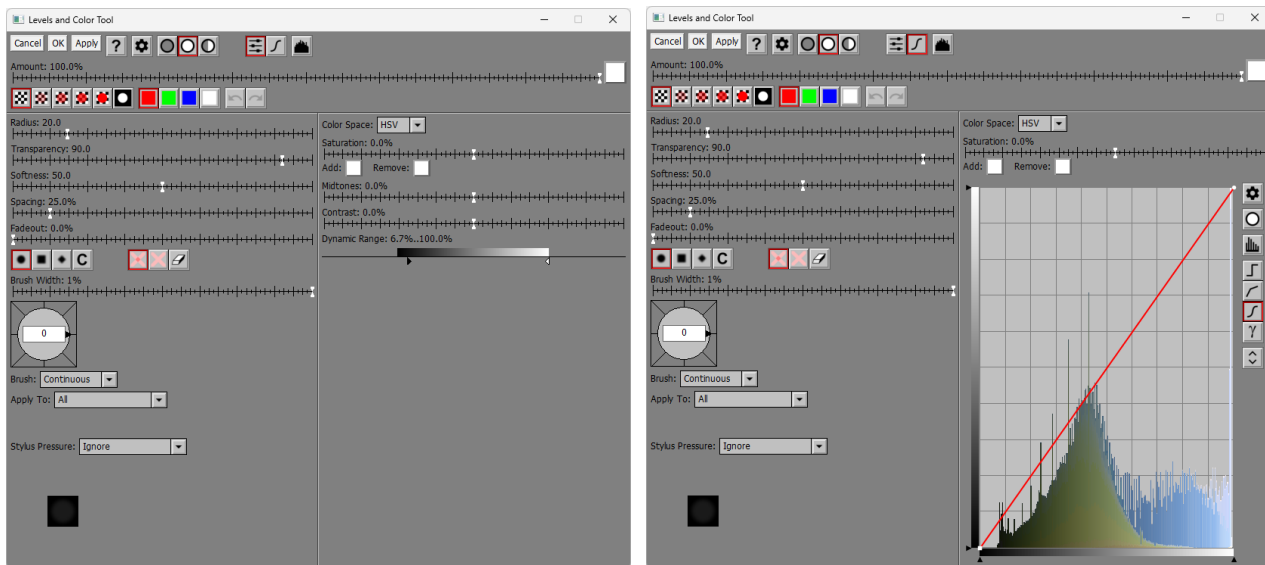 Levels and Color Tool
Cancel OK Apply ?
Amount: 100.0%
Radius: 20.0
Transparency: 90.0
Softness: 50.0
Spacing: 25.0%
Fadeout: 0.0%
C
Brush Width: 1%
0
Brush: Continuous
Apply To: All
Stylus Pressure: Ignore
Color Space: HSV
Saturation: 0.0%
Add: Remove:
Midtones: 0.0%
Contrast: 0.0%
Dynamic Range: 6.7%..100.0%
Levels and Color Tool
Cancel OK Apply ?
Amount: 100.0%
Radius: 20.0
Transparency: 90.0
Softness: 50.0
Spacing: 25.0%
Fadeout: 0.0%
C
Brush Width: 1%
0
Brush: Continuous
Apply To: All
Stylus Pressure: Ignore
Color Space: HSV
Saturation: 0.0%
Add: Remove:
γ